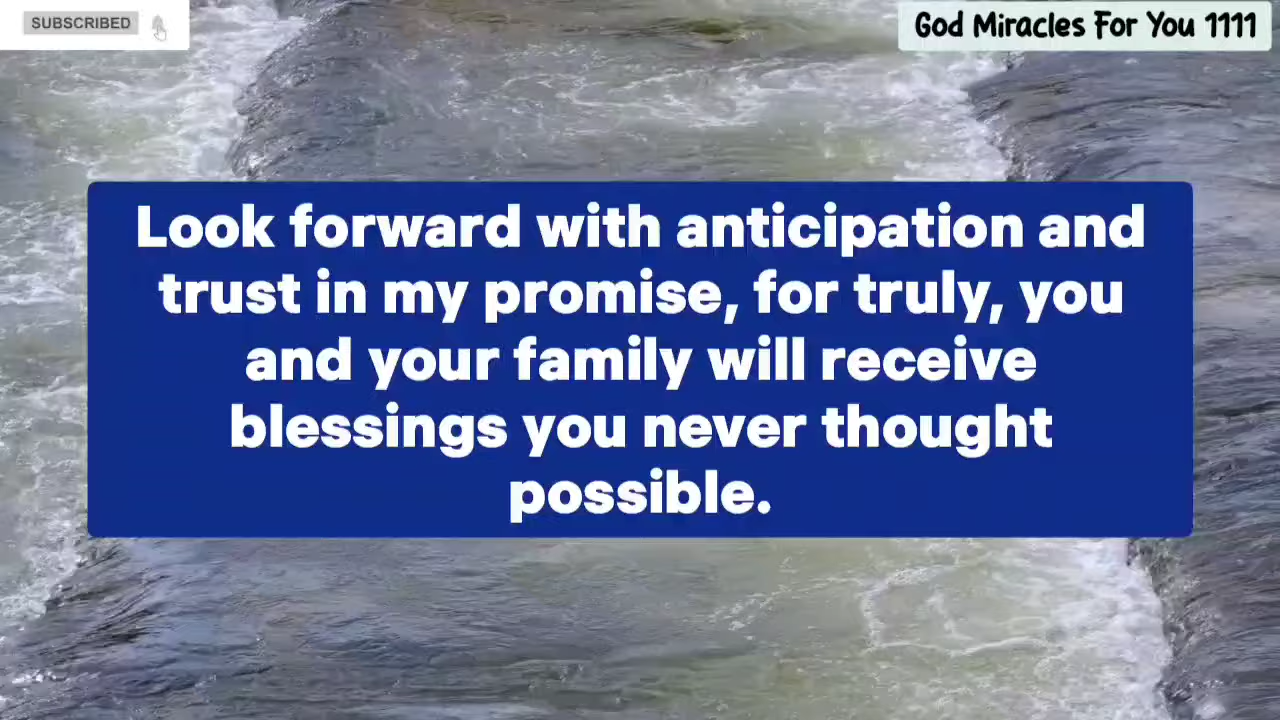 SUBSCRIBED
God Miracles For You 1111
Look forward with anticipation and
trust in my promise, for truly, you
and your family will receive
blessings you never thought
possible.